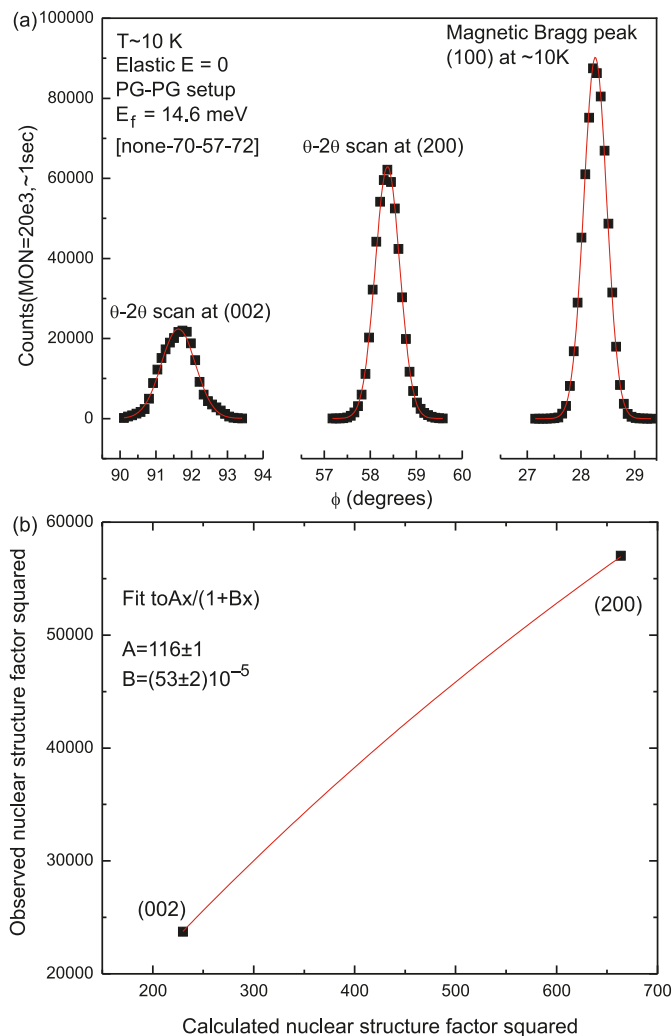 (a)
100000
80000
60000
40000
20000
0
Counts(MON=20e3,~1sec)
T~10 K
Elastic E = 0
PG-PG setup
E_f = 14.6 meV
[none-70-57-72]
θ-2θ scan at (002)
θ-2θ scan at (200)
Magnetic Bragg peak
(100) at ~10K
90 91 92 93 94
57 58 59 60
27 28 29
ϕ (degrees)
(b)
60000
50000
40000
30000
20000
Observed nuclear structure factor squared
Fit toAx/(1+Bx)
A=116±1
B=(53±2)10⁻⁵
(200)
(002)
200 300 400 500 600 700
Calculated nuclear structure factor squared